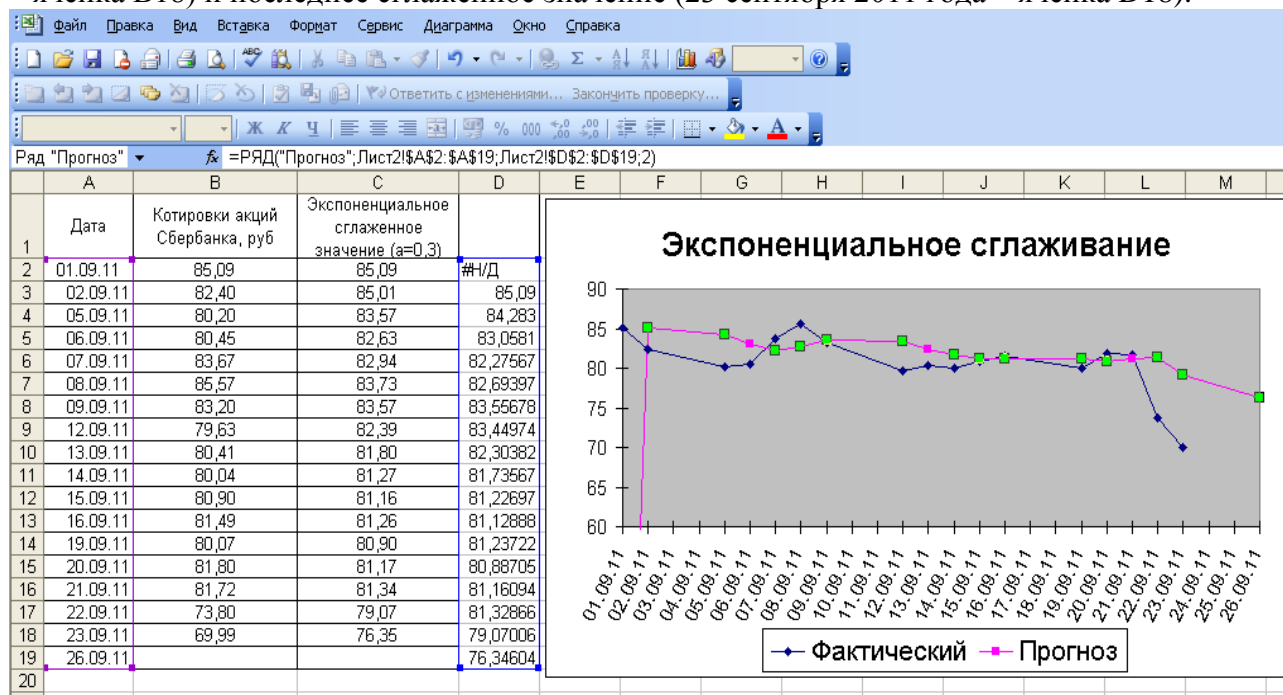 ячейка B18) и последнее сглаженное значение (23 сентября 2011 года – ячейка D18).
Файл Правка Вид Вставка Формат Сервис Диаграмма Окно Справка
Ответить с изменениями... Закончить проверку...
Ж К Ч % 000
Ряд "Прогноз" fx =РЯД("Прогноз";Лист2!$A$2:$A$19;Лист2!$D$2:$D$19;2)
A B C D E F G H I J K L M
1 Дата Котировки акций Сбербанка, руб Экспоненциальное сглаженное значение (a=0,3)
2 01.09.11 85,09 85,09 #Н/Д
3 02.09.11 82,40 85,01 85,09
4 05.09.11 80,20 83,57 84,283
5 06.09.11 80,45 82,63 83,0581
6 07.09.11 83,67 82,94 82,27567
7 08.09.11 85,57 83,73 82,69397
8 09.09.11 83,20 83,57 83,55678
9 12.09.11 79,63 82,39 83,44974
10 13.09.11 80,41 81,80 82,30382
11 14.09.11 80,04 81,27 81,73567
12 15.09.11 80,90 81,16 81,22697
13 16.09.11 81,49 81,26 81,12888
14 19.09.11 80,07 80,90 81,23722
15 20.09.11 81,80 81,17 80,88705
16 21.09.11 81,72 81,34 81,16094
17 22.09.11 73,80 79,07 81,32866
18 23.09.11 69,99 76,35 79,07006
19 26.09.11 76,34604
20
Экспоненциальное сглаживание
90
85
80
75
70
65
60
01.09.11 02.09.11 03.09.11 04.09.11 05.09.11 06.09.11 07.09.11 08.09.11 09.09.11 10.09.11 11.09.11 12.09.11 13.09.11 14.09.11 15.09.11 16.09.11 17.09.11 18.09.11 19.09.11 20.09.11 21.09.11 22.09.11 23.09.11 24.09.11 25.09.11 26.09.11
Фактический Прогноз